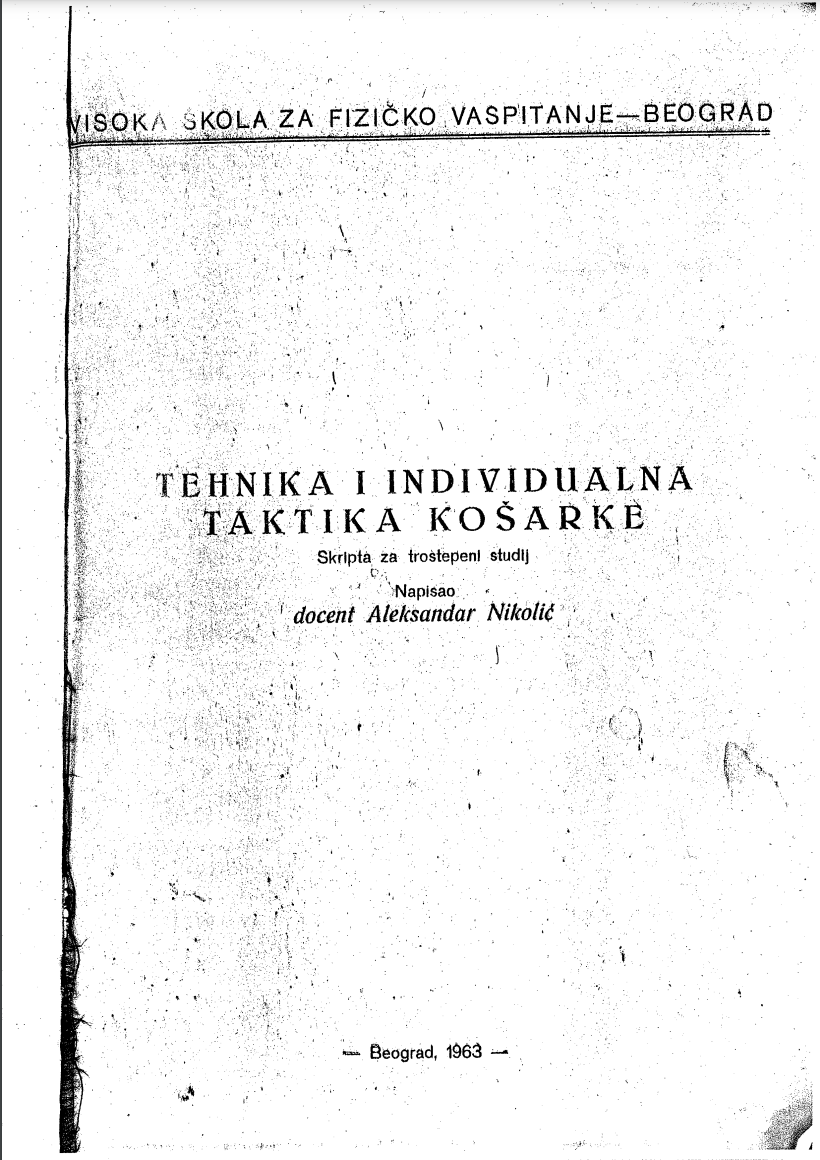 VISOKA ŠKOLA ZA FIZIČKO VASPITANJE—BEOGRAD
TEHNIKA I INDIVIDUALNA
TAKTIKA KOŠARKE
Skripta za trostepeni studij
Napisao
docent Aleksandar Nikolić
— Beograd, 1963 —